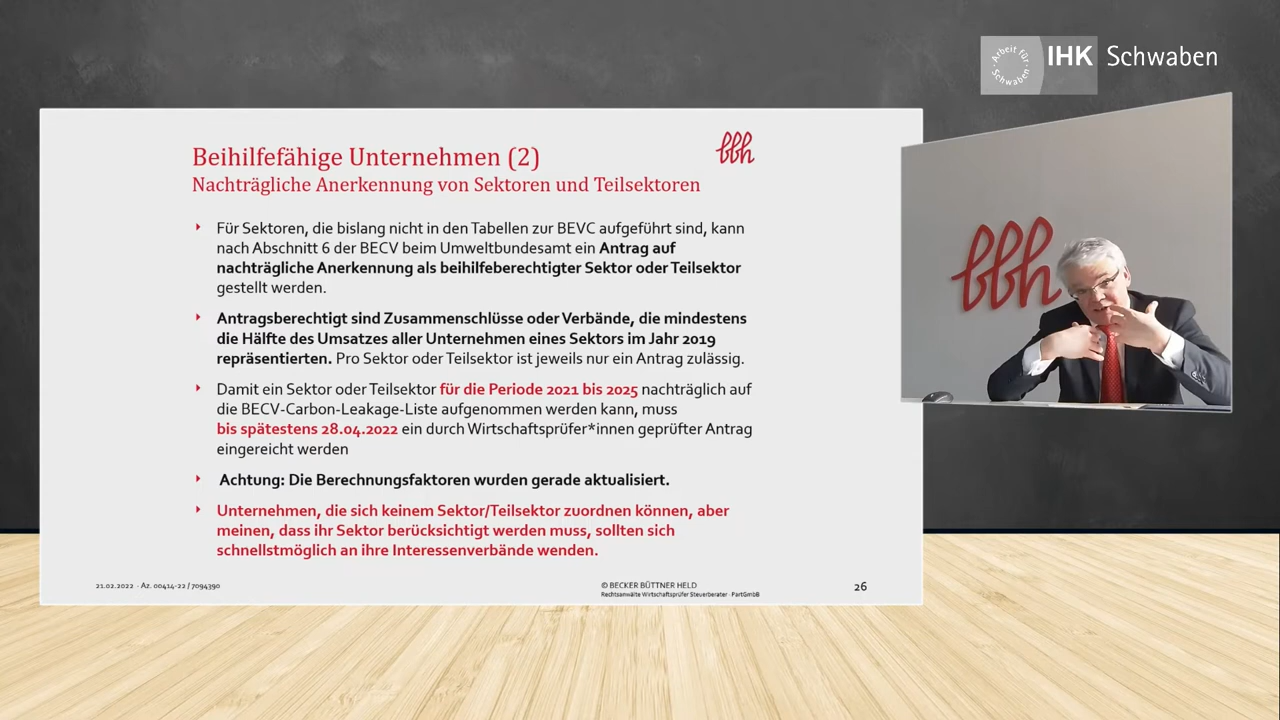 Arbeit für
Schwaben
IHK Schwaben
Beihilfefähige Unternehmen (2)
bbh
Nachträgliche Anerkennung von Sektoren und Teilsektoren
Für Sektoren, die bislang nicht in den Tabellen zur BEVC aufgeführt sind, kann
nach Abschnitt 6 der BECV beim Umweltbundesamt ein Antrag auf
nachträgliche Anerkennung als beihilfeberechtigter Sektor oder Teilsektor
gestellt werden.
Antragsberechtigt sind Zusammenschlüsse oder Verbände, die mindestens
die Hälfte des Umsatzes aller Unternehmen eines Sektors im Jahr 2019
repräsentierten. Pro Sektor oder Teilsektor ist jeweils nur ein Antrag zulässig.
Damit ein Sektor oder Teilsektor für die Periode 2021 bis 2025 nachträglich auf
die BECV-Carbon-Leakage-Liste aufgenommen werden kann, muss
bis spätestens 28.04.2022 ein durch Wirtschaftsprüfer*innen geprüfter Antrag
eingereicht werden
Achtung: Die Berechnungsfaktoren wurden gerade aktualisiert.
Unternehmen, die sich keinem Sektor/Teilsektor zuordnen können, aber
meinen, dass ihr Sektor berücksichtigt werden muss, sollten sich
schnellstmöglich an ihre Interessenverbände wenden.
21.02.2022 · Az. 00414-22 / 7094390
© BECKER BÜTTNER HELD
Rechtsanwälte Wirtschaftsprüfer Steuerberater · PartGmbB
26
bbh